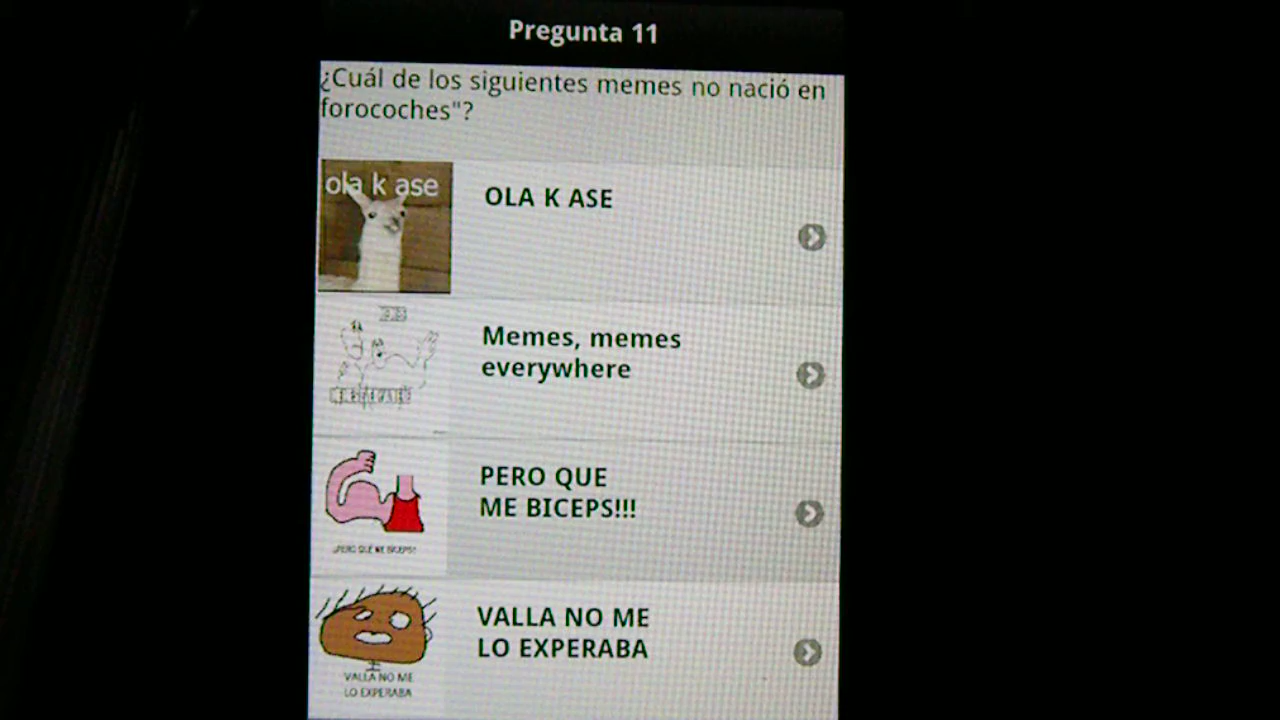 Pregunta 11
¿Cuál de los siguientes memes no nació en
forocoches"?
ola k ase
OLA K ASE
Memes, memes
everywhere
PERO QUE
ME BICEPS!!!
¡¡PERO QUE ME BICEPS!!
VALLA NO ME
LO EXPERABA
VALLA NO ME
LO EXPERABA